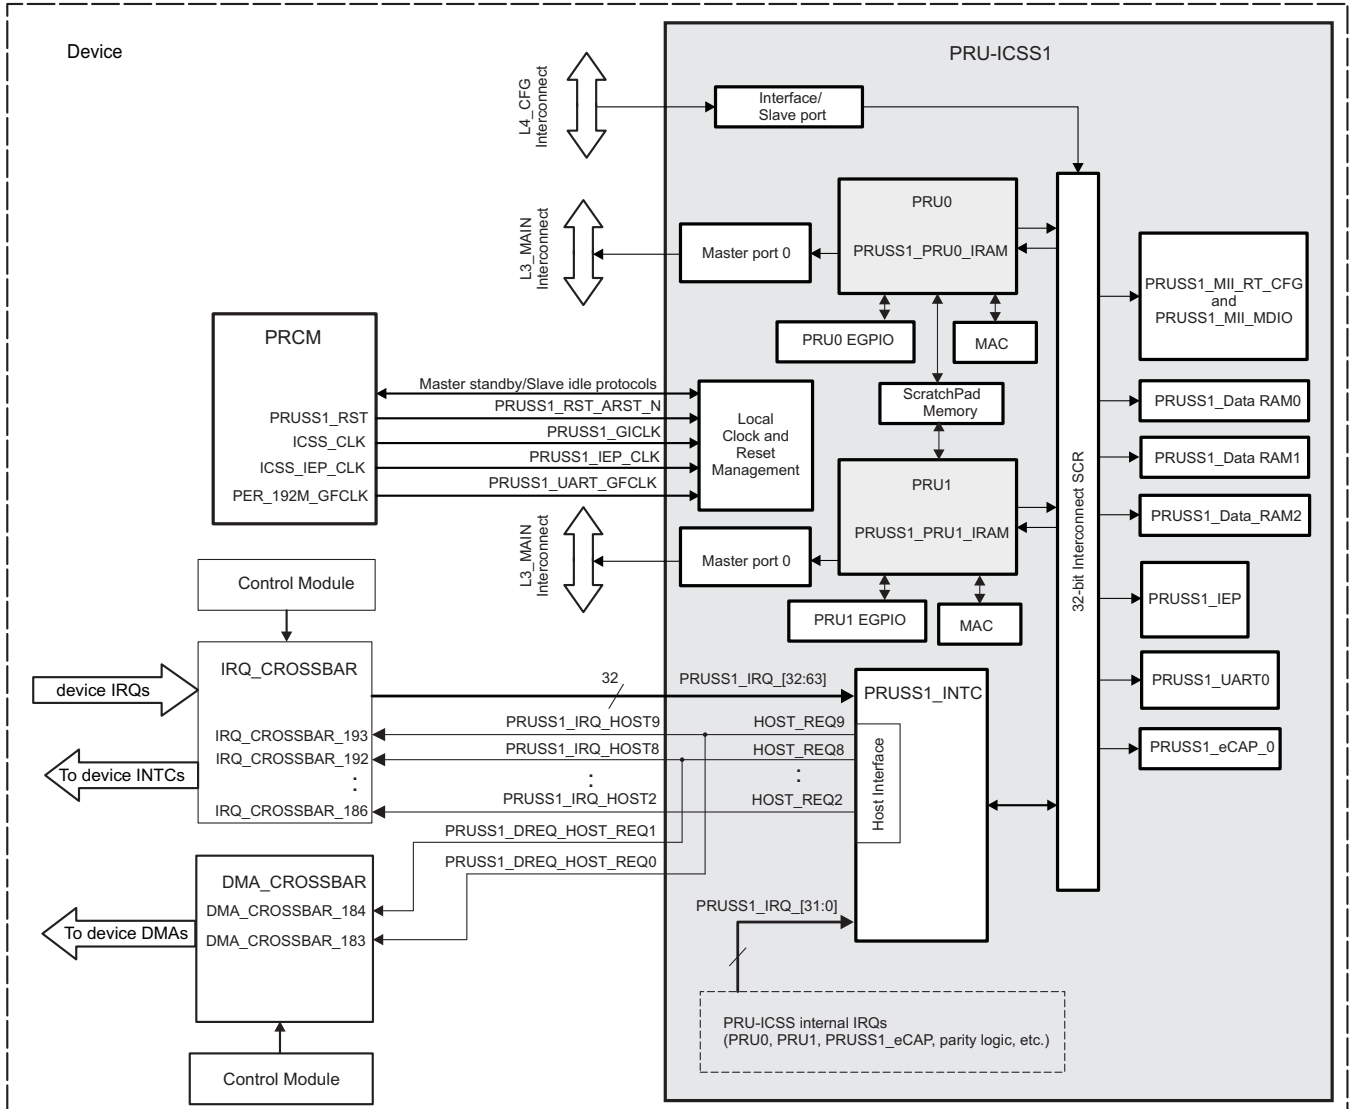 Device
PRU-ICSS1
L4_CFG
Interconnect
Interface/
Slave port
L3_MAIN
Interconnect
Master port 0
PRU0
PRUSS1_PRU0_IRAM
PRU0 EGPIO
MAC
ScratchPad
Memory
PRUSS1_MII_RT_CFG
and
PRUSS1_MII_MDIO
PRCM
Master standby/Slave idle protocols
PRUSS1_RST
PRUSS1_RST_ARST_N
ICSS_CLK
PRUSS1_GICLK
ICSS_IEP_CLK
PRUSS1_IEP_CLK
PER_192M_GFCLK
PRUSS1_UART_GFCLK
Local
Clock and
Reset
Management
PRU1
PRUSS1_PRU1_IRAM
L3_MAIN
Interconnect
Master port 0
PRU1 EGPIO
MAC
32-bit Interconnect SCR
PRUSS1_Data RAM0
PRUSS1_Data RAM1
PRUSS1_Data_RAM2
PRUSS1_IEP
PRUSS1_UART0
PRUSS1_eCAP_0
Control Module
IRQ_CROSSBAR
device IRQs
32
PRUSS1_IRQ_[32:63]
PRUSS1_INTC
IRQ_CROSSBAR_193
PRUSS1_IRQ_HOST9
HOST_REQ9
IRQ_CROSSBAR_192
PRUSS1_IRQ_HOST8
HOST_REQ8
To device INTCs
IRQ_CROSSBAR_186
PRUSS1_IRQ_HOST2
HOST_REQ2
Host Interface
PRUSS1_DREQ_HOST_REQ1
PRUSS1_DREQ_HOST_REQ0
DMA_CROSSBAR
DMA_CROSSBAR_184
DMA_CROSSBAR_183
To device DMAs
PRUSS1_IRQ_[31:0]
PRU-ICSS internal IRQs
(PRU0, PRU1, PRUSS1_eCAP, parity logic, etc.)
Control Module